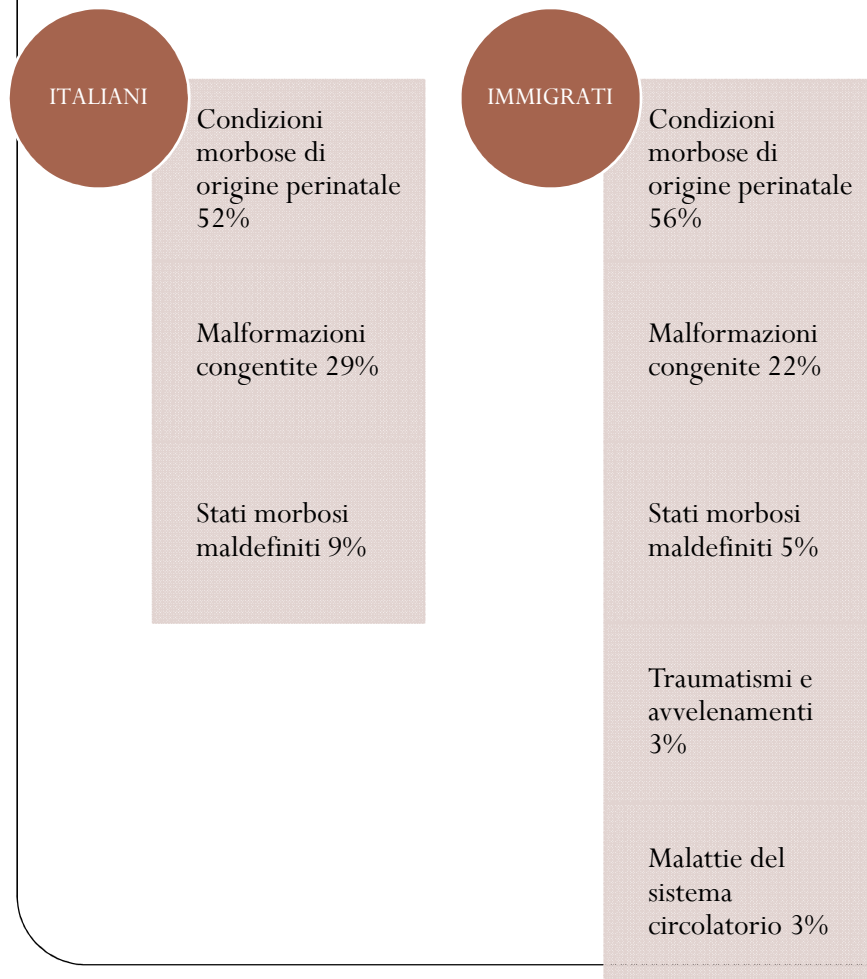 ITALIANI
Condizioni
morbose di
origine perinatale
52%
Malformazioni
congentite 29%
Stati morbosi
maldefiniti 9%
IMMIGRATI
Condizioni
morbose di
origine perinatale
56%
Malformazioni
congenite 22%
Stati morbosi
maldefiniti 5%
Traumatismi e
avvelenamenti
3%
Malattie del
sistema
circolatorio 3%